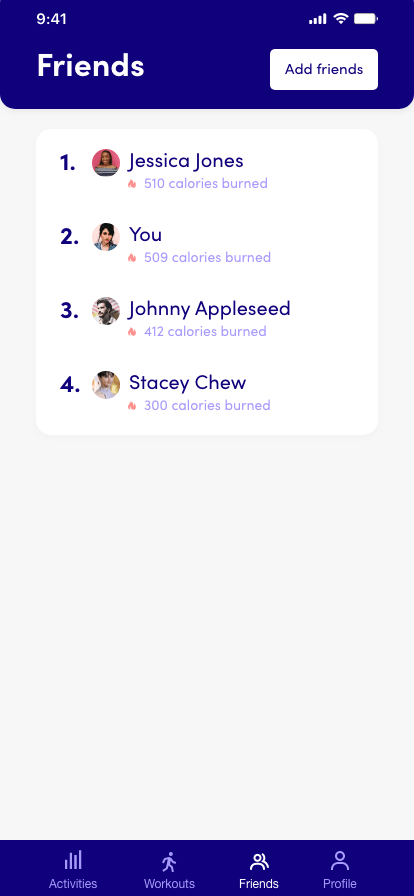 9:41
Friends
Add friends
1.
Jessica Jones
510 calories burned
2.
You
509 calories burned
3.
Johnny Appleseed
412 calories burned
4.
Stacey Chew
300 calories burned
Activities
Workouts
Friends
Profile